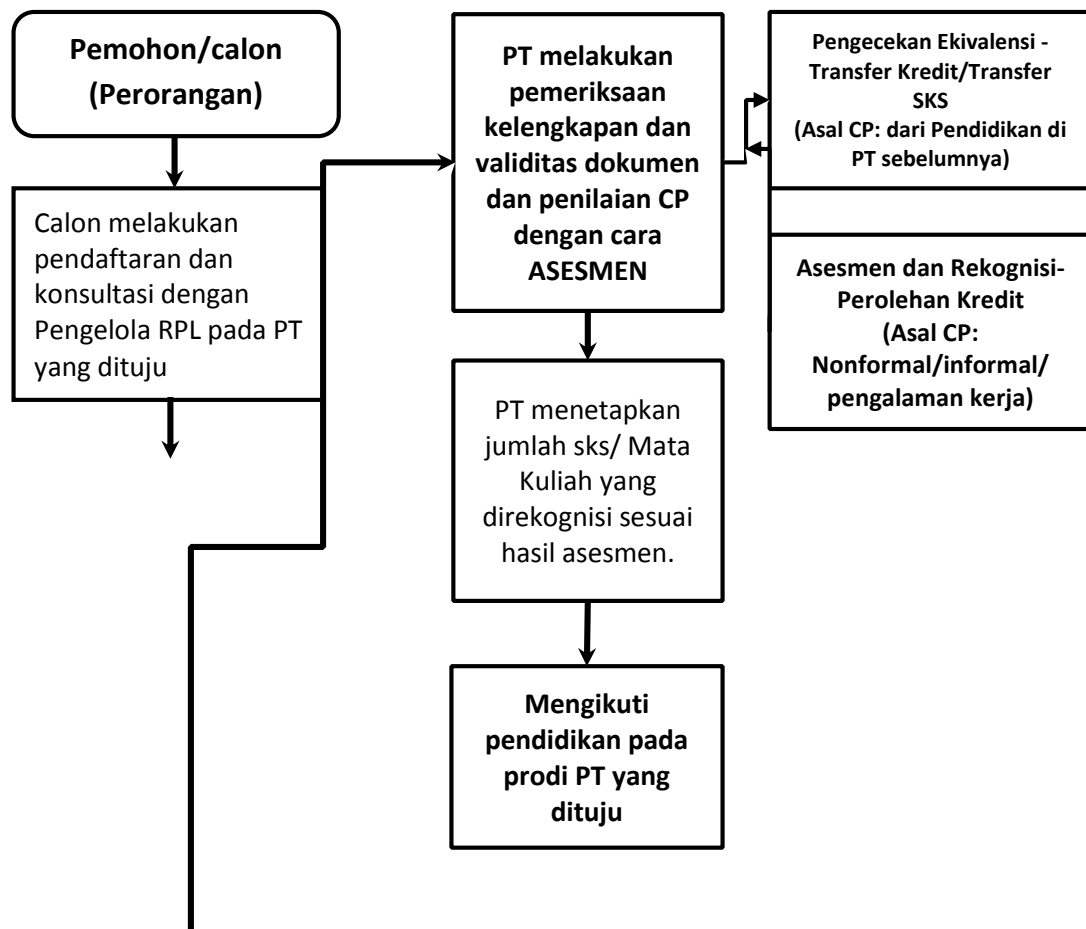 Pemohon/calon
(Perorangan)
Calon melakukan
pendaftaran dan
konsultasi dengan
Pengelola RPL pada PT
yang dituju
PT melakukan
pemeriksaan
kelengkapan dan
validitas dokumen
dan penilaian CP
dengan cara
ASESMEN
PT menetapkan
jumlah sks/ Mata
Kuliah yang
direkognisi sesuai
hasil asesmen.
Mengikuti
pendidikan pada
prodi PT yang
dituju
Pengecekan Ekivalensi -
Transfer Kredit/Transfer
SKS
(Asal CP: dari Pendidikan di
PT sebelumnya)
Asesmen dan Rekognisi-
Perolehan Kredit
(Asal CP:
Nonformal/informal/
pengalaman kerja)